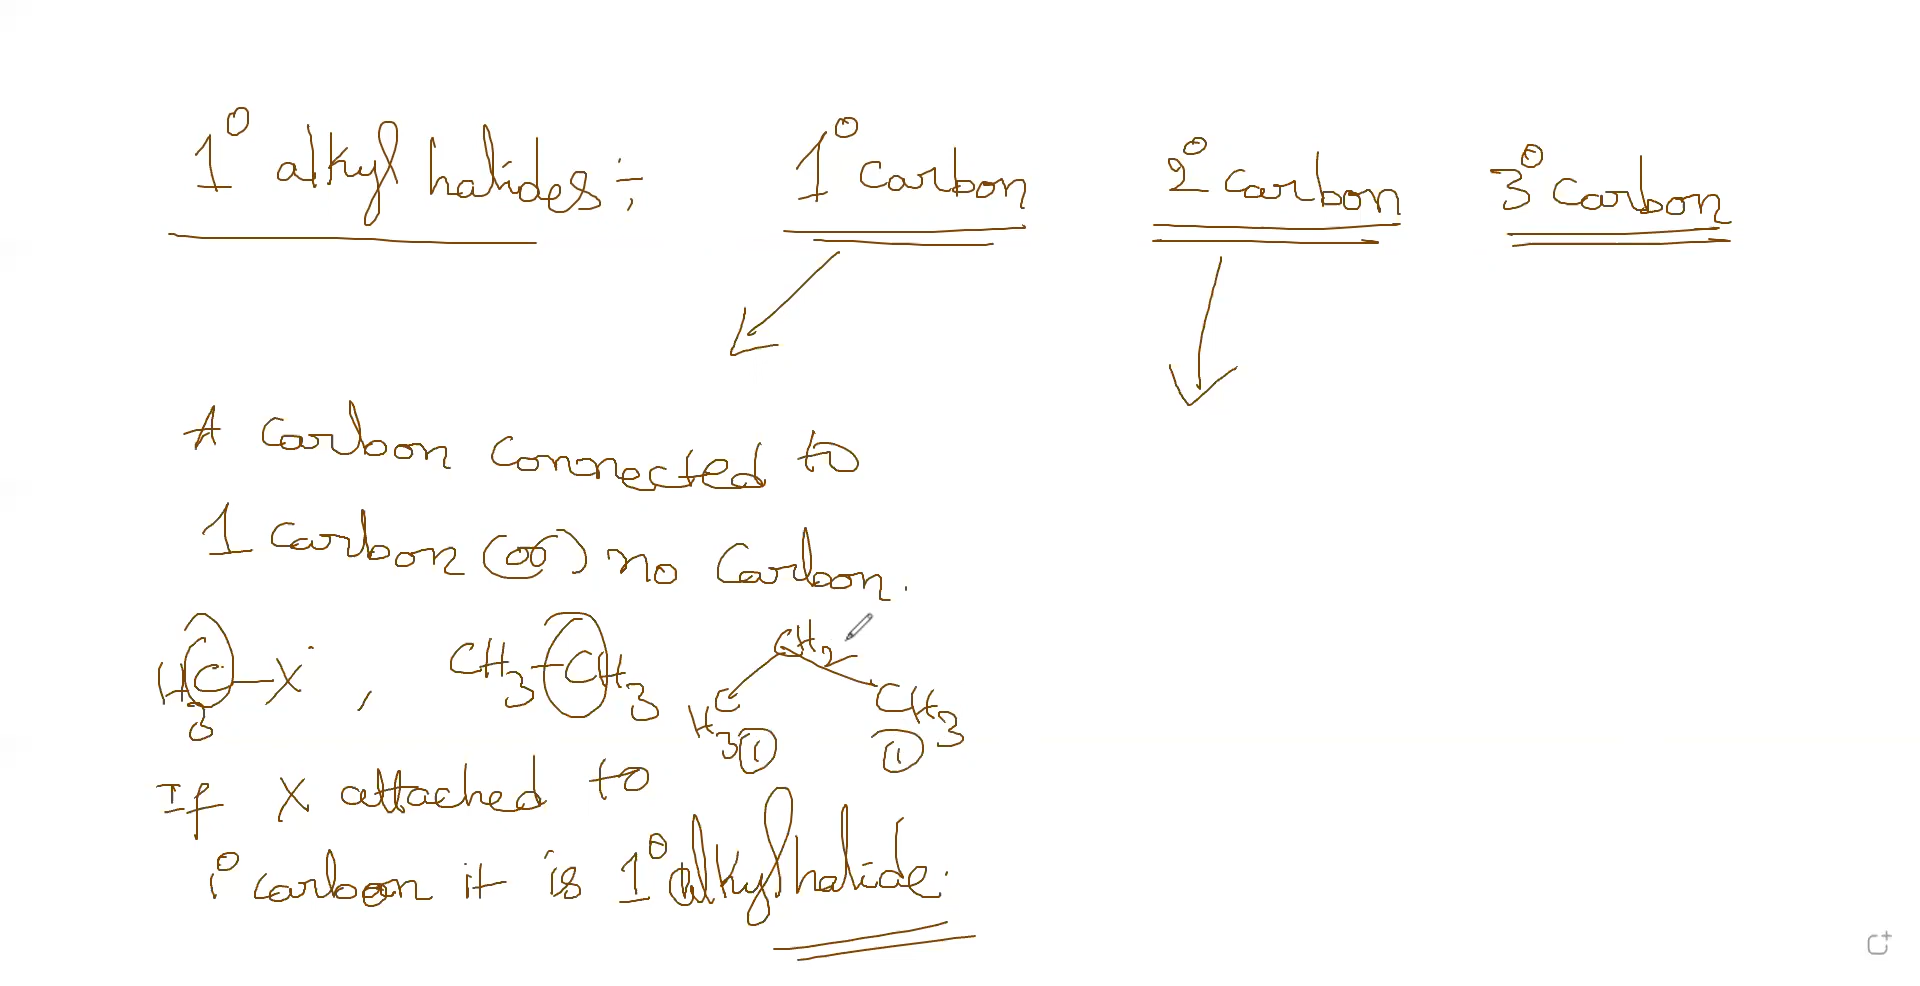 1° alkyl halides :- 1° carbon 2° carbon 3° carbon
A carbon connected to
1 carbon (or) no carbon.
H3C-X , CH3-CH3 H3C CH2 CH3
1 1
If X attached to
1° carbon it is 1° alkyl halide.